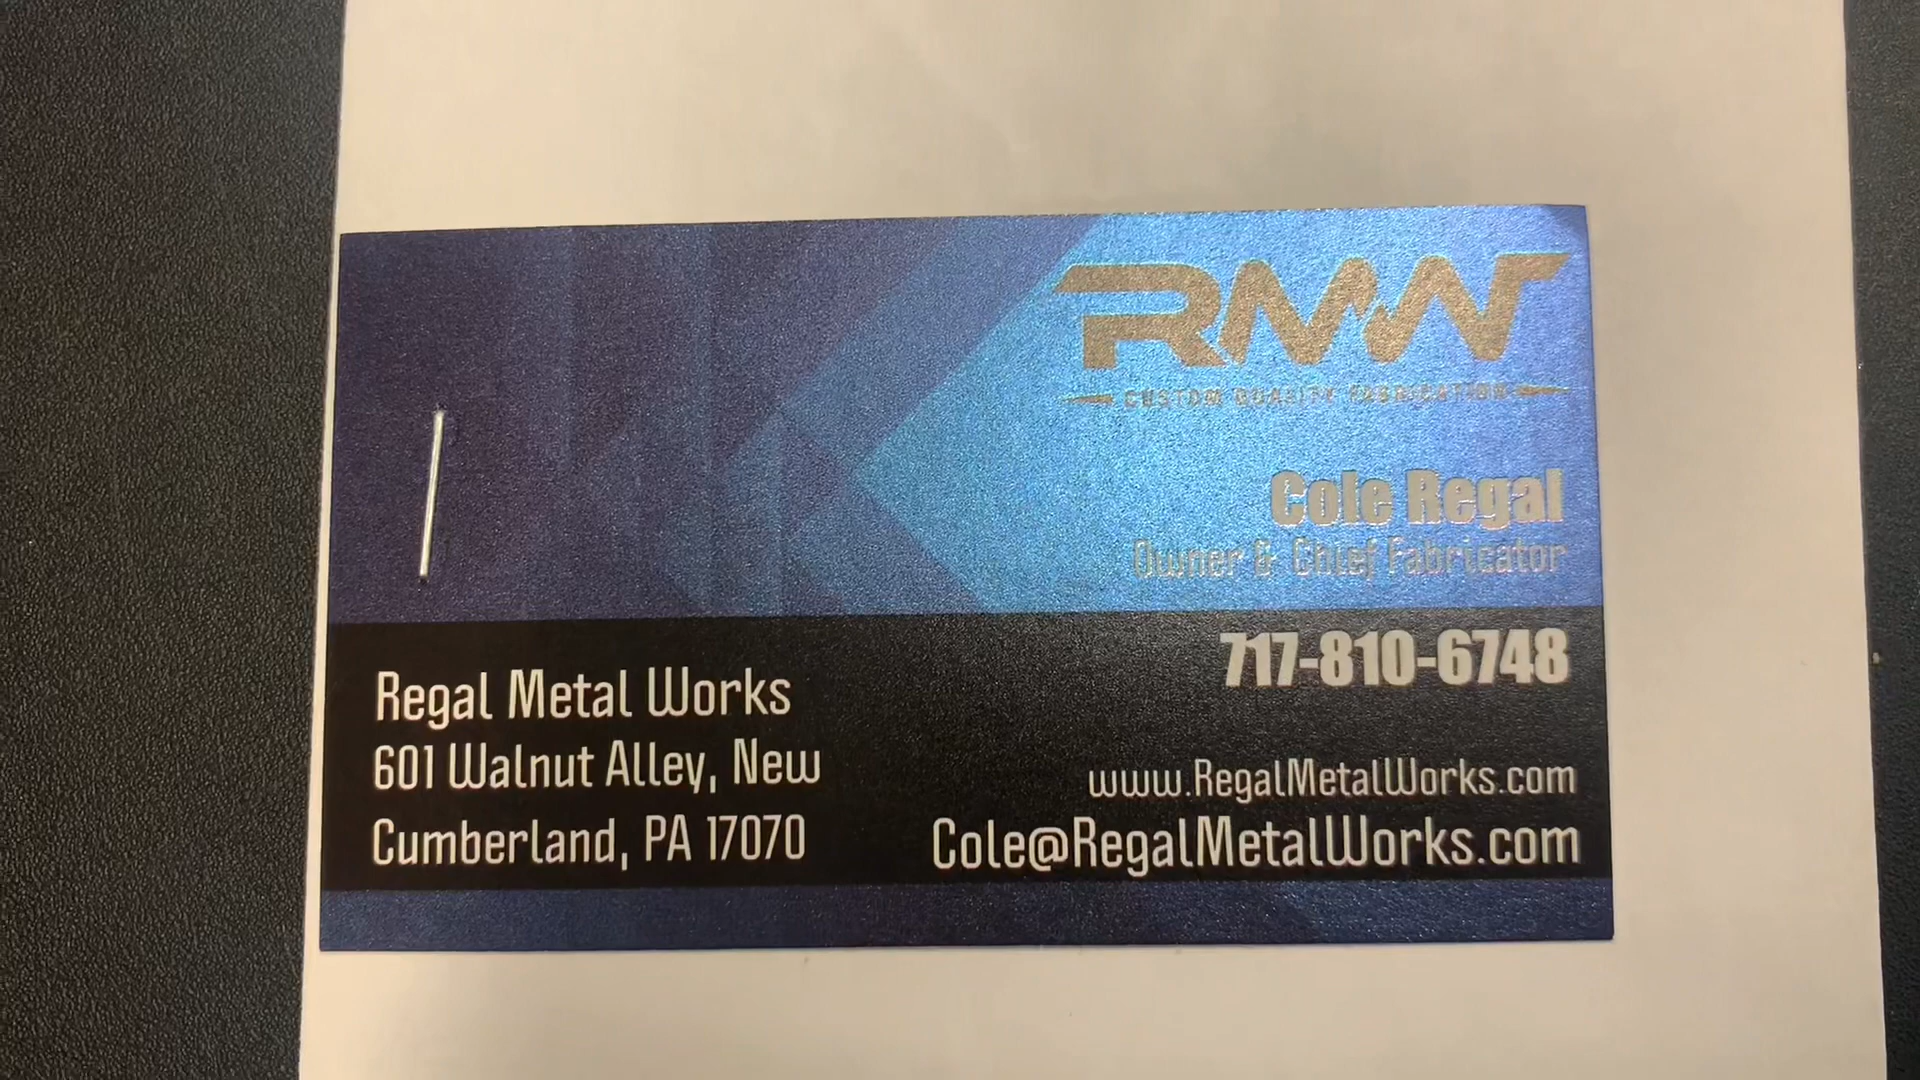 RMW
CUSTOM QUALITY FABRICATION
Cole Regal
Owner & Chief Fabricator
717-810-6748
Regal Metal Works
601 Walnut Alley, New
Cumberland, PA 17070
www.RegalMetalWorks.com
Cole@RegalMetalWorks.com